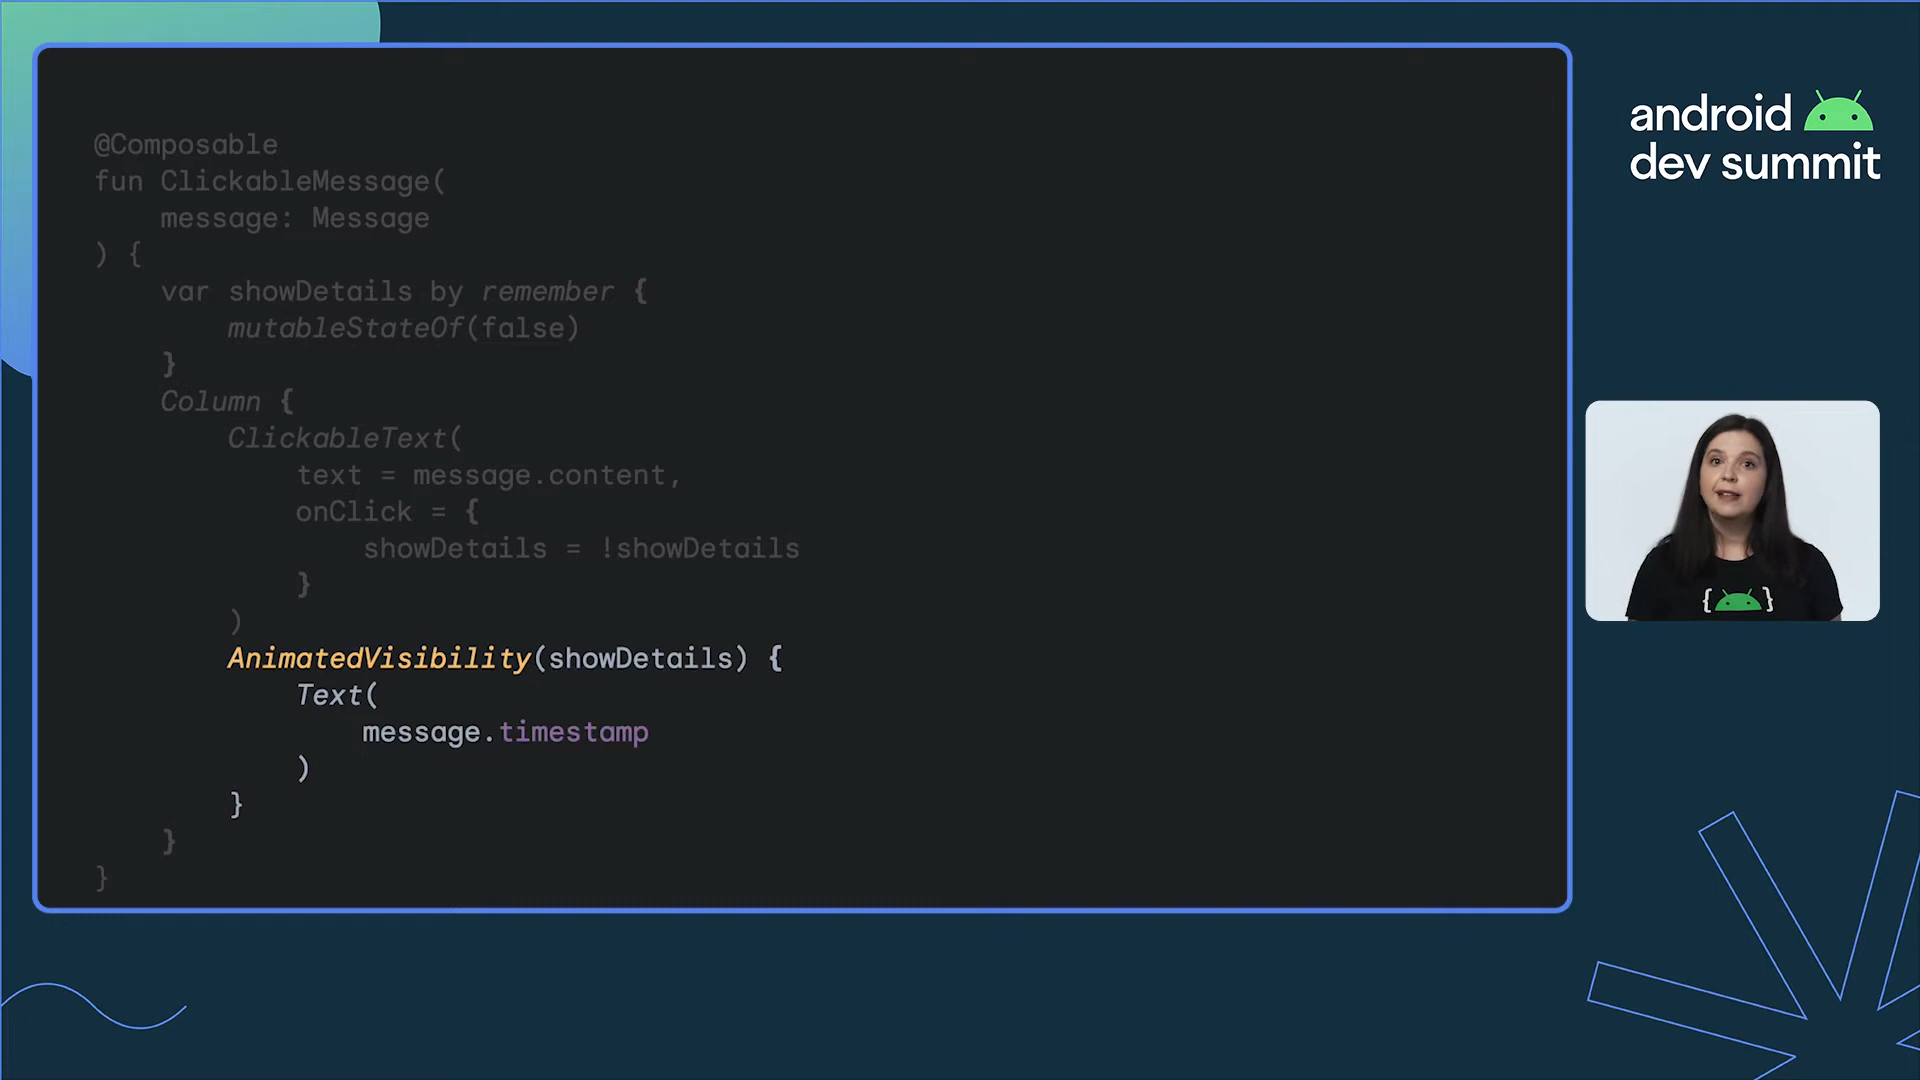 @Composable
fun ClickableMessage(
    message: Message
) {
    var showDetails by remember {
        mutableStateOf(false)
    }
    Column {
        ClickableText(
            text = message.content,
            onClick = {
                showDetails = !showDetails
            }
        )
        AnimatedVisibility(showDetails) {
            Text(
                message.timestamp
            )
        }
    }
}
android
dev summit
{ }